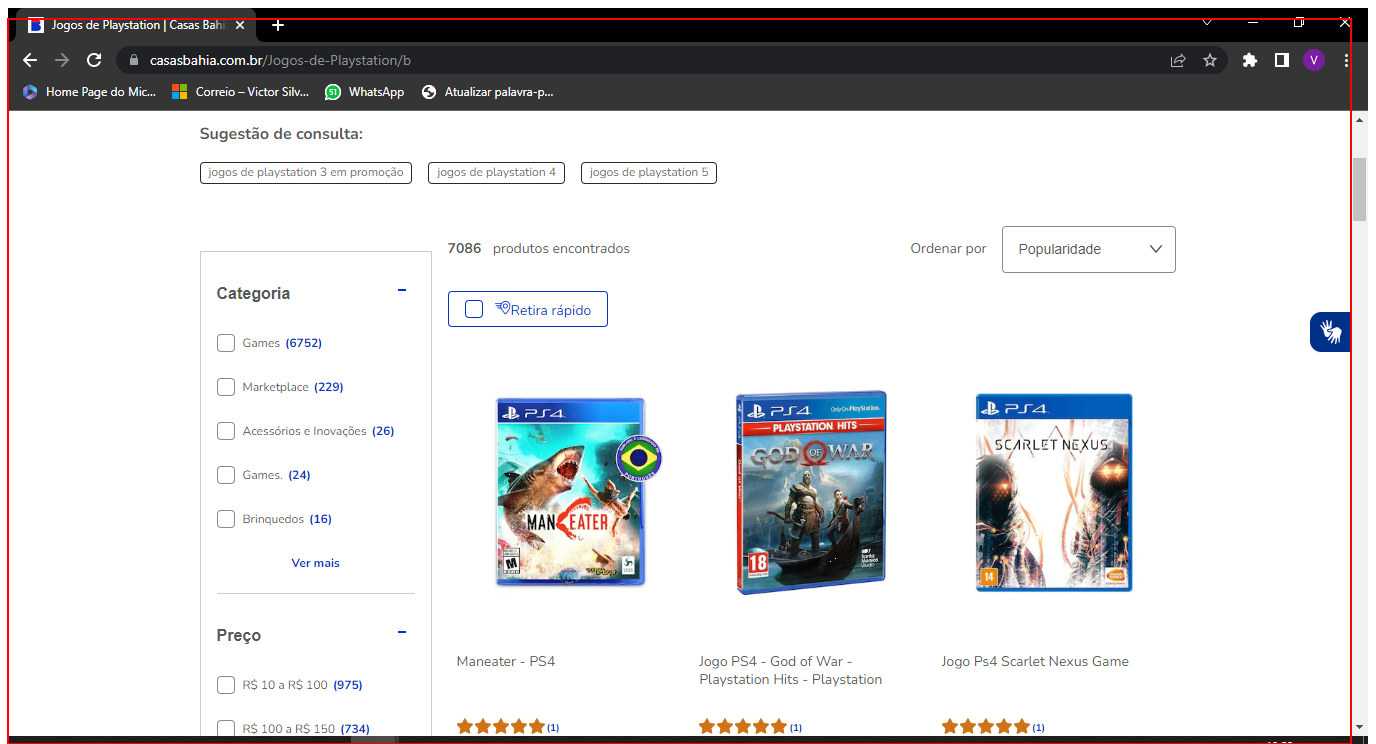 Jogos de Playstation | Casas Bahi
casasbahia.com.br/Jogos-de-Playstation/b
V
Home Page do Mic...
Correio – Victor Silv...
51
WhatsApp
Atualizar palavra-p...
Sugestão de consulta:
jogos de playstation 3 em promoção
jogos de playstation 4
jogos de playstation 5
7086 produtos encontrados
Ordenar por
Popularidade
Categoria
Retira rápido
Games (6752)
Marketplace (229)
Acessórios e Inovações (26)
Games. (24)
Brinquedos (16)
Ver mais
Preço
R$ 10 a R$ 100 (975)
R$ 100 a R$ 150 (734)
PS4
MANEATER
M
PS4
Only On PlayStation.
PLAYSTATION HITS
GOD OF WAR
God of War
18
PS4
SCARLET NEXUS
14
Maneater - PS4
Jogo PS4 - God of War -
Playstation Hits - Playstation
Jogo Ps4 Scarlet Nexus Game
(1)
(1)
(1)